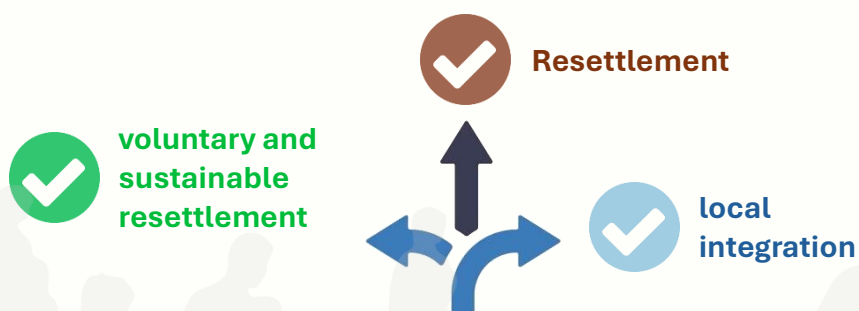 Resettlement
voluntary and
sustainable
resettlement
local
integration